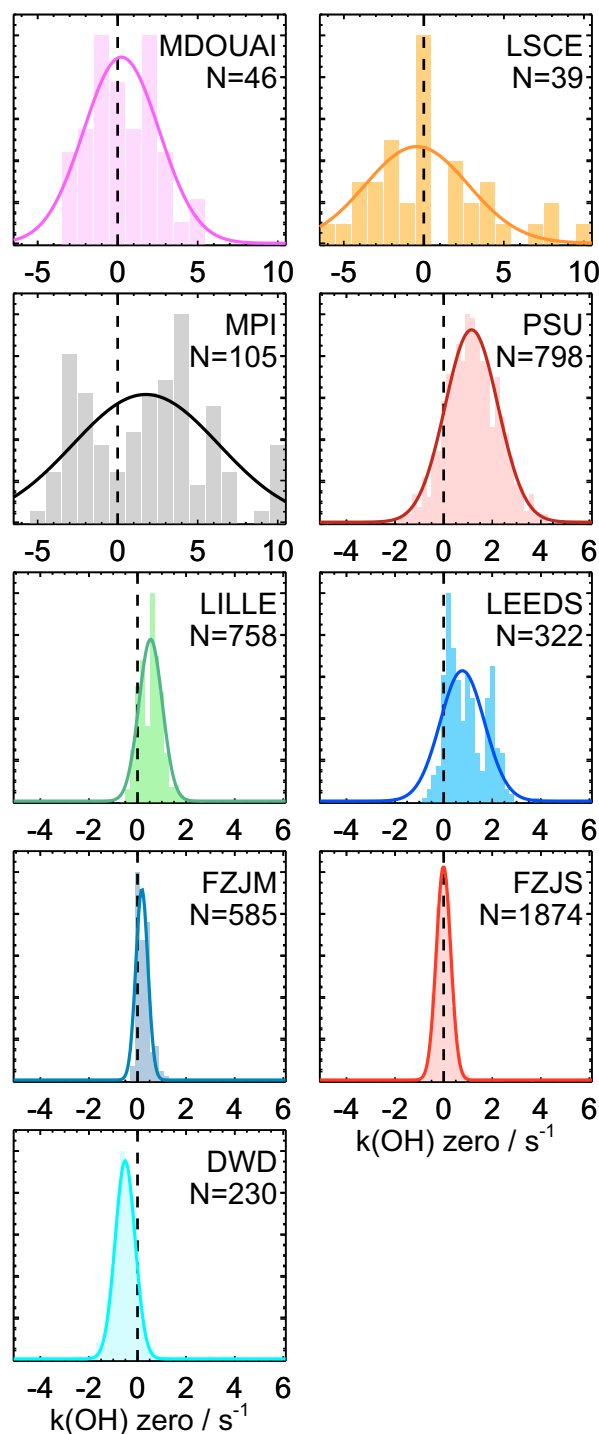 MDOUAI
N=46
-5 0 5 10
LSCE
N=39
-5 0 5 10
MPI
N=105
-5 0 5 10
PSU
N=798
-4 -2 0 2 4 6
LILLE
N=758
-4 -2 0 2 4 6
LEEDS
N=322
-4 -2 0 2 4 6
FZJM
N=585
-4 -2 0 2 4 6
FZJS
N=1874
-4 -2 0 2 4 6
k(OH) zero / s⁻¹
DWD
N=230
-4 -2 0 2 4 6
k(OH) zero / s⁻¹